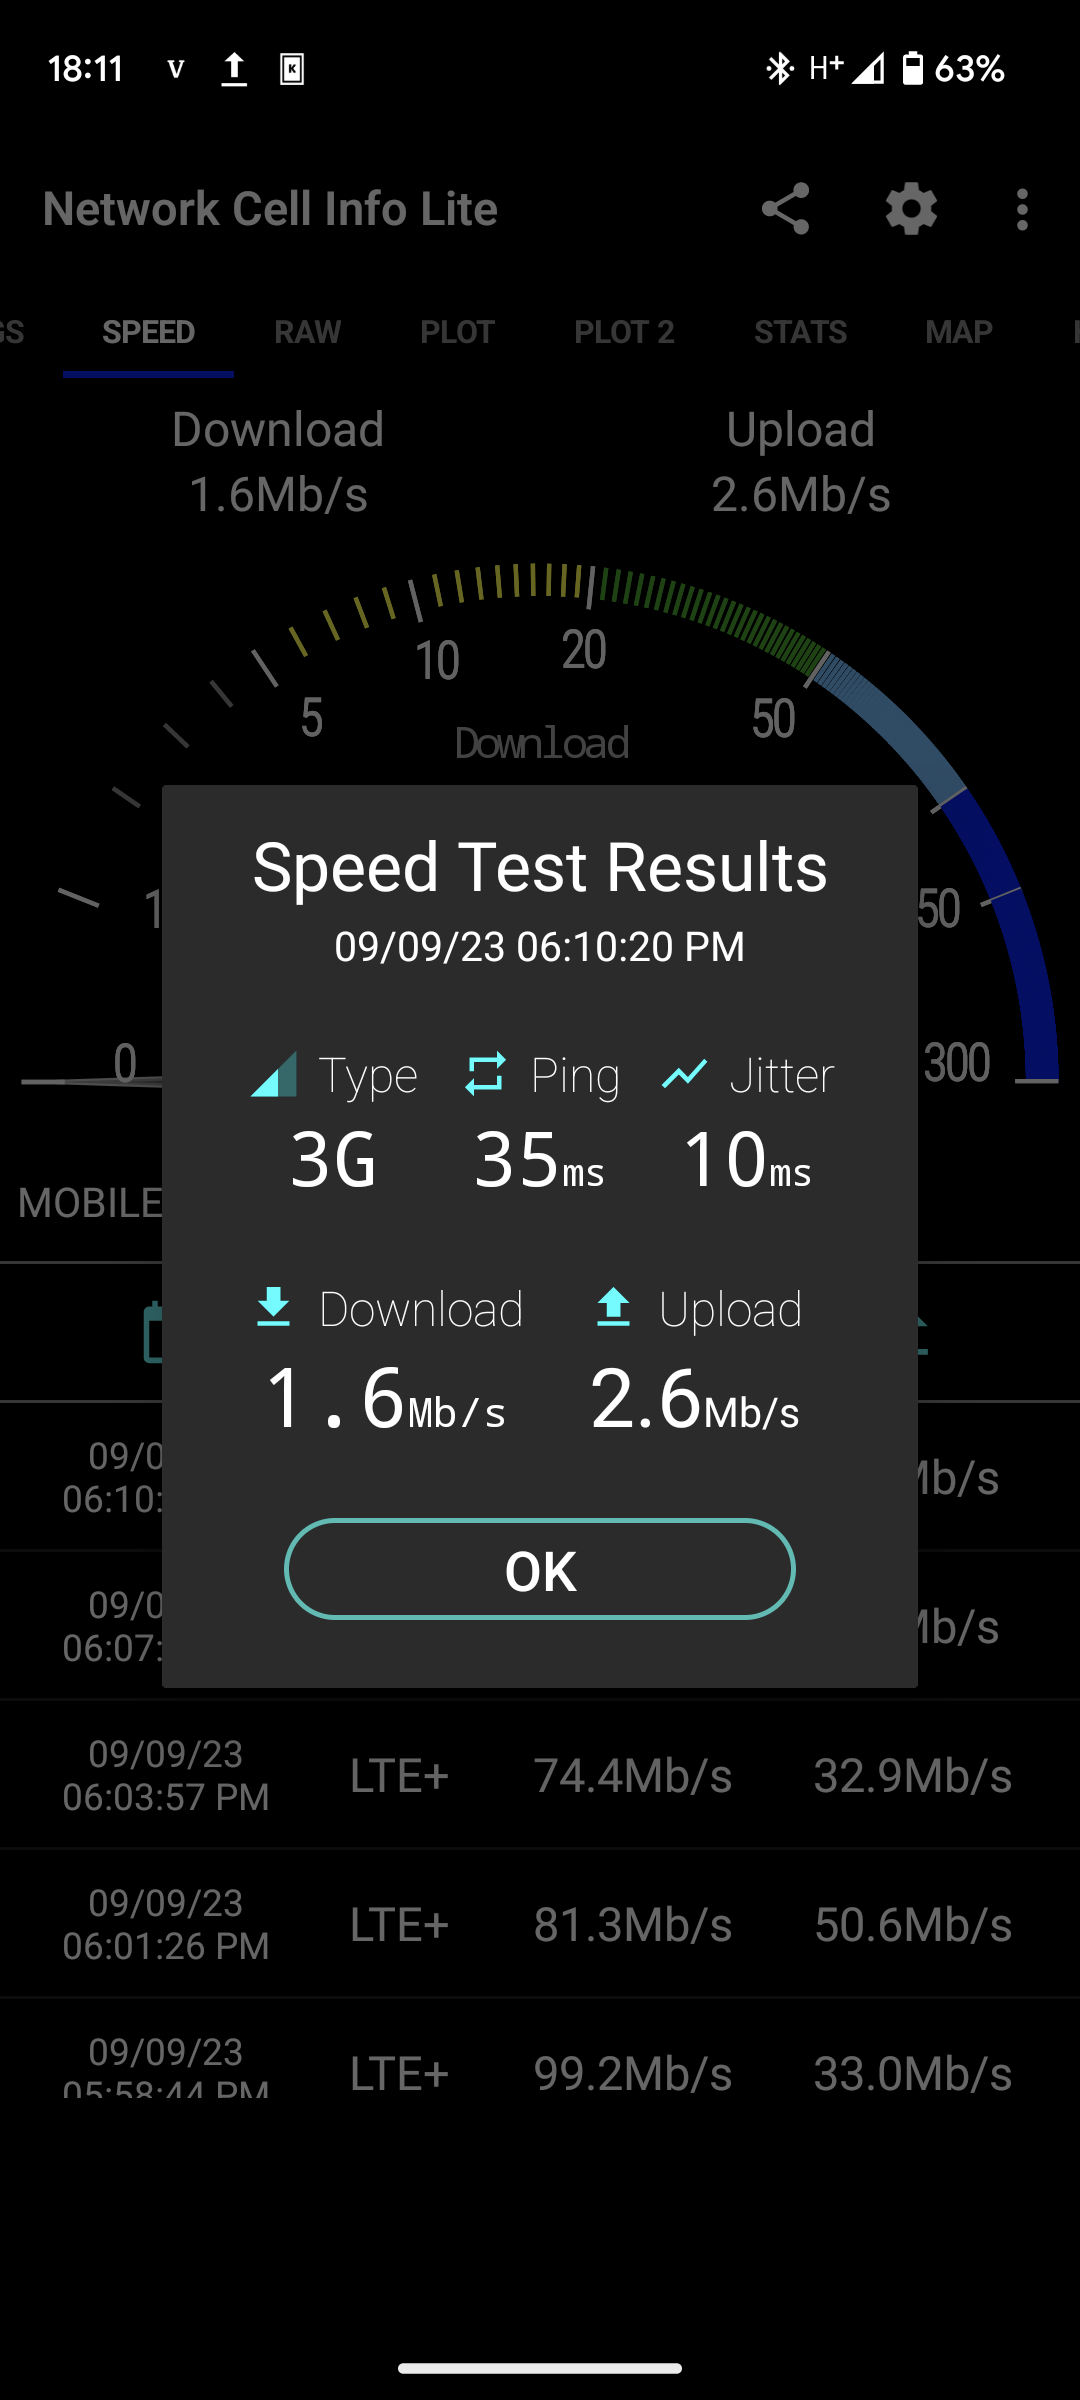 18:11 V K H+ 63%
Network Cell Info Lite
GS SPEED RAW PLOT PLOT 2 STATS MAP
Download Upload
1.6Mb/s 2.6Mb/s
10 20
5 50
Download
Speed Test Results
1 50
09/09/23 06:10:20 PM
0 300
Type Ping Jitter
3G 35ms 10ms
MOBILE
Download Upload
1.6Mb/s 2.6Mb/s
09/0 Mb/s
06:10:
OK
09/0 Mb/s
06:07:
09/09/23
06:03:57 PM LTE+ 74.4Mb/s 32.9Mb/s
09/09/23
06:01:26 PM LTE+ 81.3Mb/s 50.6Mb/s
09/09/23
05:58:44 PM LTE+ 99.2Mb/s 33.0Mb/s